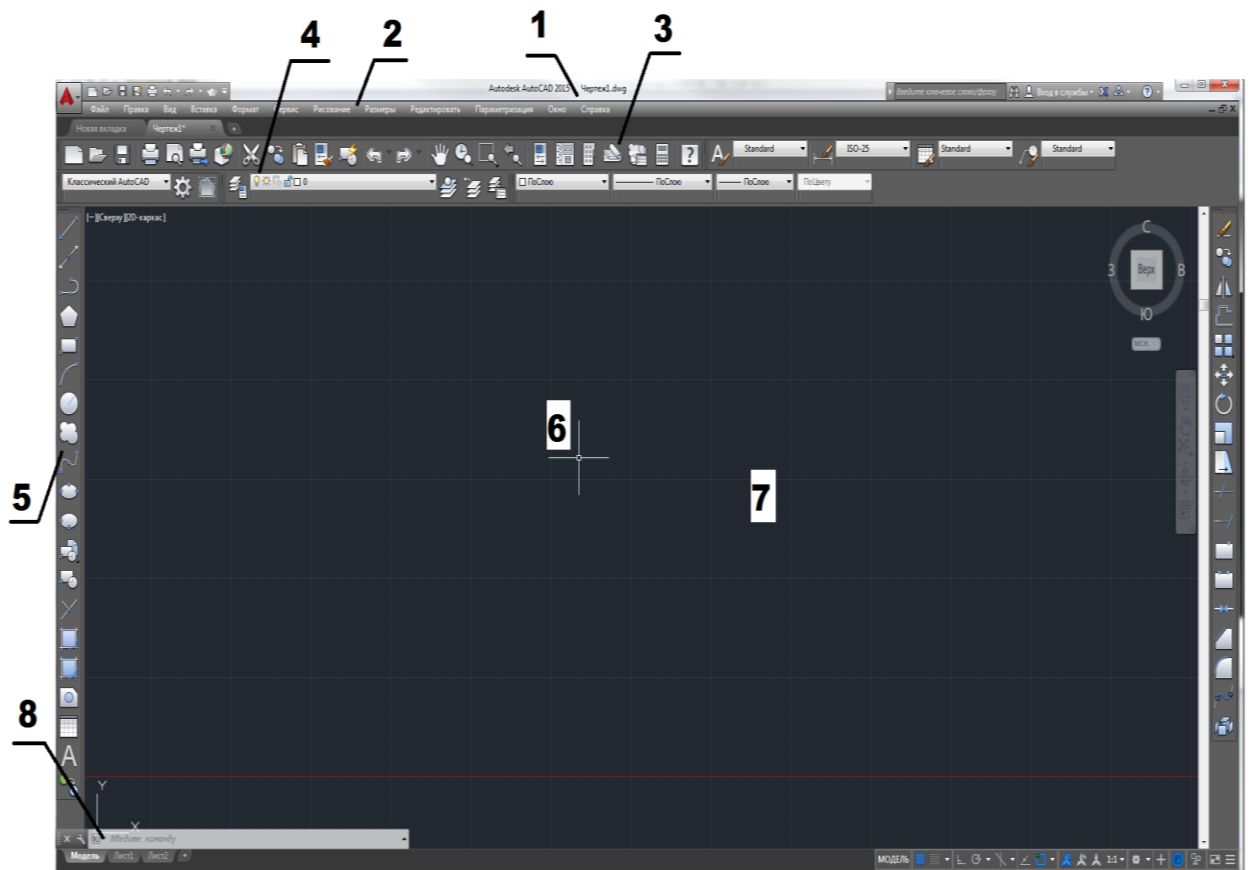 4 2 1 3
Autodesk AutoCAD 2015 Чертеж1.dwg
Введите ключевое слово/фразу
Вход в службы
Файл Правка Вид Вставка Формат Сервис Рисование Размеры Редактировать Параметризация Окно Справка
Новая вкладка Чертеж1*
Standard ISO-25 Standard Standard
Классический AutoCAD 0 ПоСлою ПоСлою ПоСлою ПоЦвету
[−][Сверху][2D-каркас]
С
З Верх В
Ю
МСК
6
7
5
8
A
Y
X
Введите команду
Модель Лист1 Лист2
МОДЕЛЬ 1:1